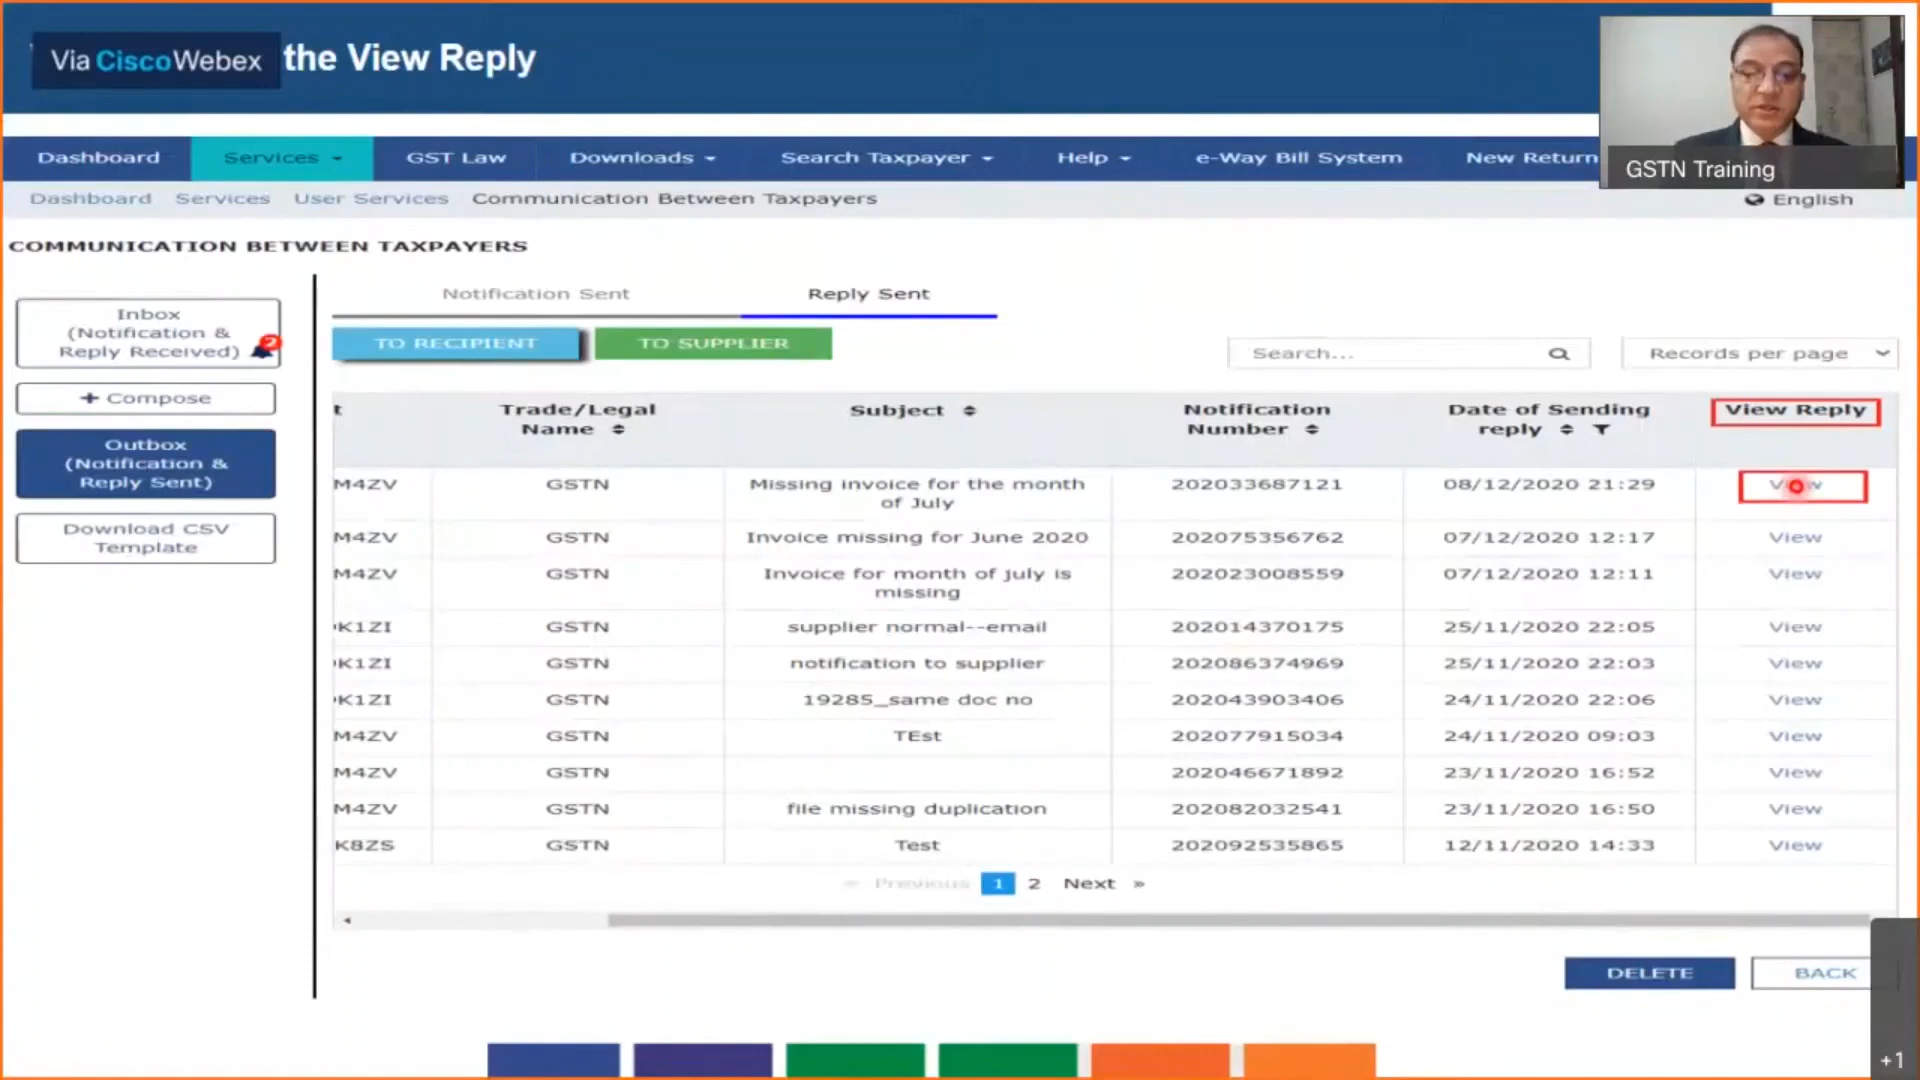 Via CiscoWebex the View Reply
GSTN Training
Dashboard Services GST Law Downloads Search Taxpayer Help e-Way Bill System New Return
Dashboard Services User Services Communication Between Taxpayers English
COMMUNICATION BETWEEN TAXPAYERS
Inbox
(Notification &
Reply Received) 2
+ Compose
Outbox
(Notification &
Reply Sent)
Download CSV
Template
Notification Sent Reply Sent
TO RECIPIENT TO SUPPLIER Search... Records per page
t Trade/Legal Name Subject Notification Number Date of Sending reply View Reply
M4ZV GSTN Missing invoice for the month of July 202033687121 08/12/2020 21:29
M4ZV GSTN Invoice missing for June 2020 202075356762 07/12/2020 12:17 View
M4ZV GSTN Invoice for month of july is missing 202023008559 07/12/2020 12:11 View
K1ZI GSTN supplier normal--email 202014370175 25/11/2020 22:05 View
K1ZI GSTN notification to supplier 202086374969 25/11/2020 22:03 View
K1ZI GSTN 19285_same doc no 202043903406 24/11/2020 22:06 View
M4ZV GSTN TEst 202077915034 24/11/2020 09:03 View
M4ZV GSTN 202046671892 23/11/2020 16:52 View
M4ZV GSTN file missing duplication 202082032541 23/11/2020 16:50 View
K8ZS GSTN Test 202092535865 12/11/2020 14:33 View
« Previous 1 2 Next »
DELETE BACK
+1